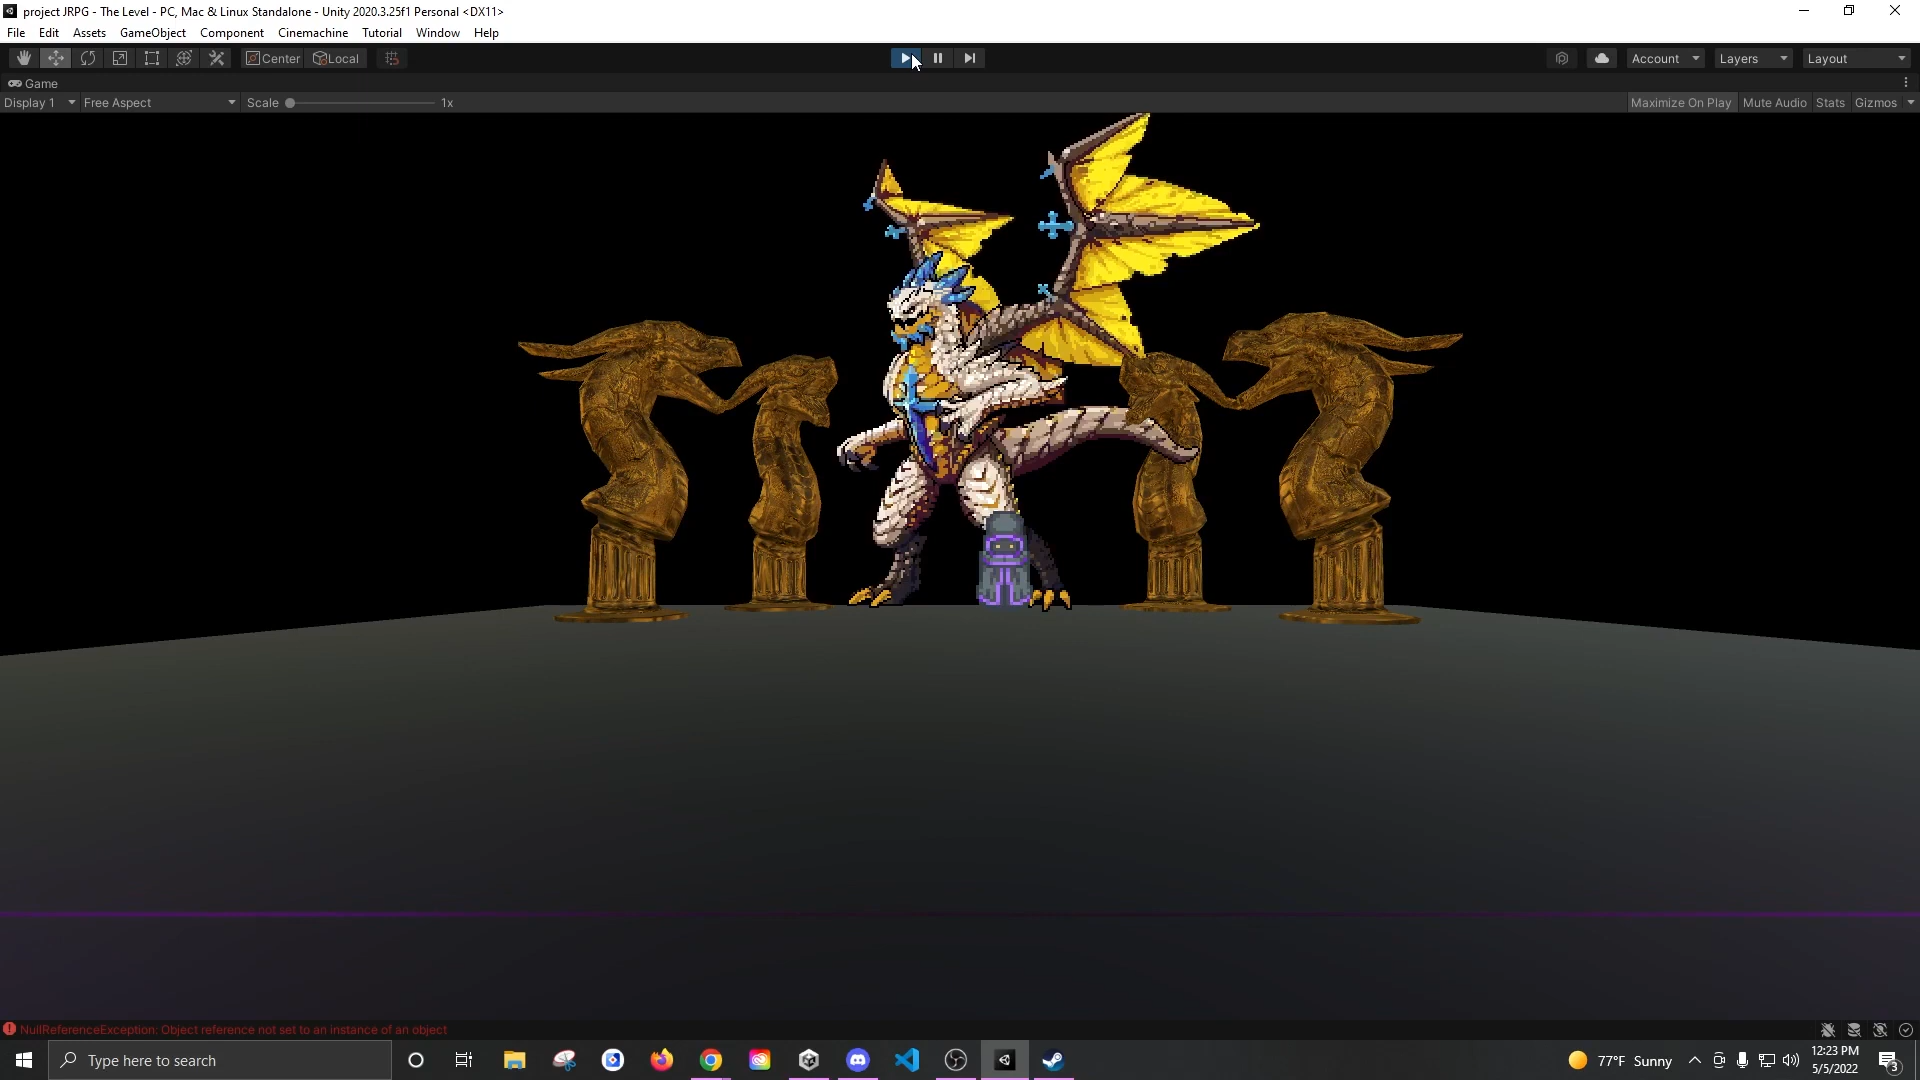 project JRPG - The Level - PC, Mac & Linux Standalone - Unity 2020.3.25f1 Personal <DX11>
File Edit Assets GameObject Component Cinemachine Tutorial Window Help
Center Local Account Layers Layout
Game
Display 1 Free Aspect Scale 1x Maximize On Play Mute Audio Stats Gizmos
NullReferenceException: Object reference not set to an instance of an object
Type here to search 77°F Sunny 12:23 PM
5/5/2022
3